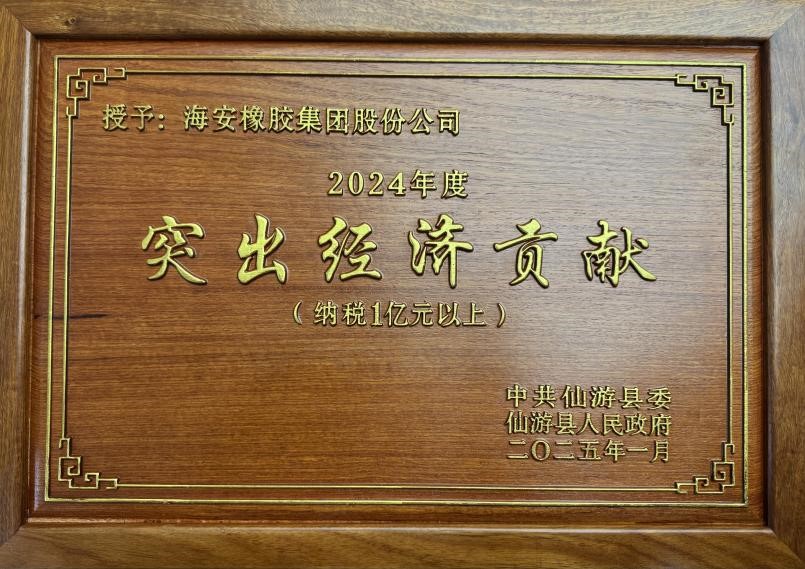 授予：海安橡胶集团股份公司
2024年度
突出经济贡献
（纳税1亿元以上）
中共仙游县委
仙游县人民政府
二〇二五年一月